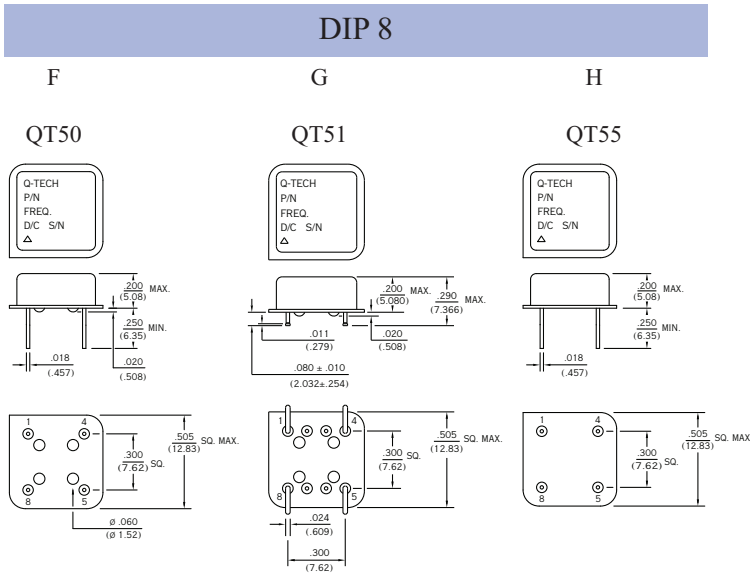 DIP 8
F
G
H
QT50
QT51
QT55
Q-TECH
P/N
FREQ.
D/C S/N
Q-TECH
P/N
FREQ.
D/C S/N
Q-TECH
P/N
FREQ.
D/C S/N
.200
(5.08)
MAX.
.250
(6.35)
MIN.
.018
(.457)
.020
(.508)
.200
(5.080)
MAX.
.290
(7.366)
MAX.
.011
(.279)
.020
(.508)
.080 ± .010
(2.032±.254)
.200
(5.08)
MAX.
.250
(6.35)
MIN.
.018
(.457)
1 4
8 5
.300
(7.62)
SQ.
.505
(12.83)
SQ. MAX.
ø .060
(ø 1.52)
1 4
8 5
.300
(7.62)
SQ.
.505
(12.83)
SQ. MAX.
.024
(.609)
.300
(7.62)
1 4
8 5
.300
(7.62)
SQ.
.505
(12.83)
SQ. MAX